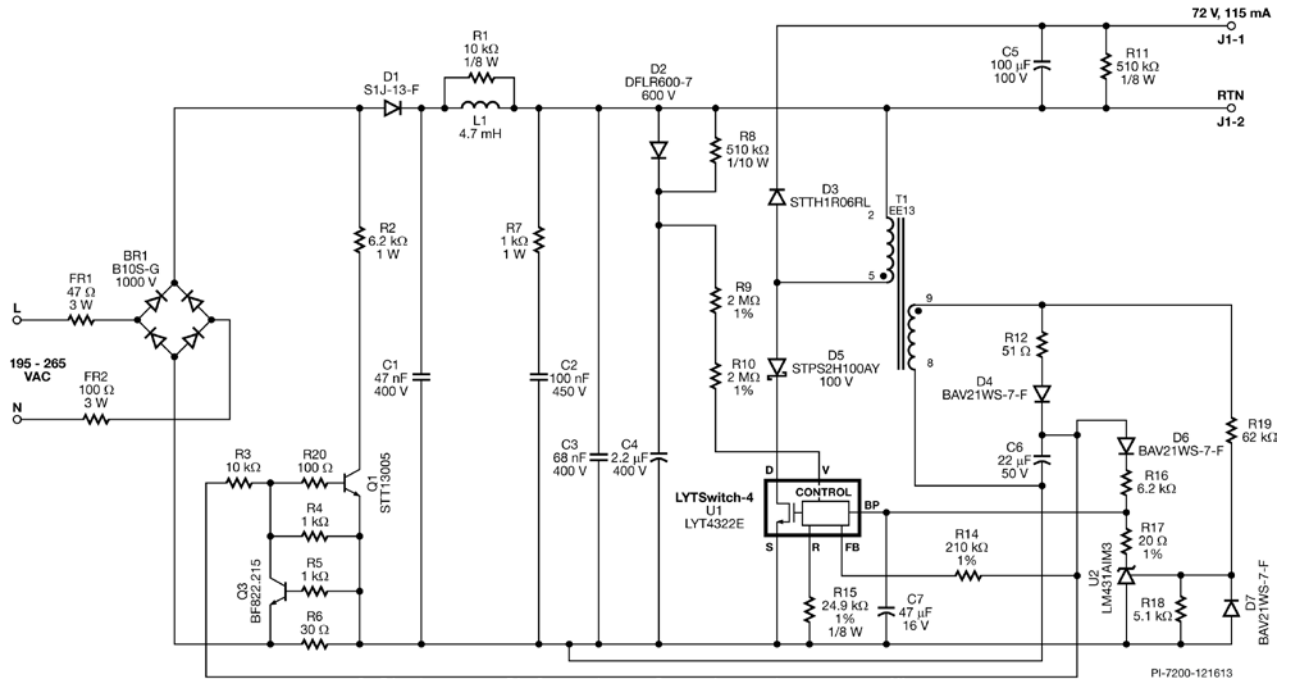 72 V, 115 mA
J1-1
C5
100 μF
100 V
R11
510 kΩ
1/8 W
RTN
J1-2
R1
10 kΩ
1/8 W
D1
S1J-13-F
L1
4.7 mH
D2
DFLR600-7
600 V
R8
510 kΩ
1/10 W
D3
STTH1R06RL
T1
EE13
2
5
9
8
R2
6.2 kΩ
1 W
R7
1 kΩ
1 W
BR1
B10S-G
1000 V
FR1
47 Ω
3 W
L
195 - 265
VAC
N
FR2
100 Ω
3 W
R9
2 MΩ
1%
R10
2 MΩ
1%
D5
STPS2H100AY
100 V
R12
51 Ω
D4
BAV21WS-7-F
C1
47 nF
400 V
C2
100 nF
450 V
C3
68 nF
400 V
C4
2.2 μF
400 V
C6
22 μF
50 V
D6
BAV21WS-7-F
R19
62 kΩ
R16
6.2 kΩ
R3
10 kΩ
R20
100 Ω
Q1
STT13005
R4
1 kΩ
R5
1 kΩ
Q3
BF822.215
R6
30 Ω
D
V
LYTSwitch-4
U1
LYT4322E
CONTROL
BP
S
R
FB
R14
210 kΩ
1%
R17
20 Ω
1%
U2
LM431AIM3
R15
24.9 kΩ
1%
1/8 W
C7
47 μF
16 V
R18
5.1 kΩ
D7
BAV21WS-7-F
PI-7200-121613